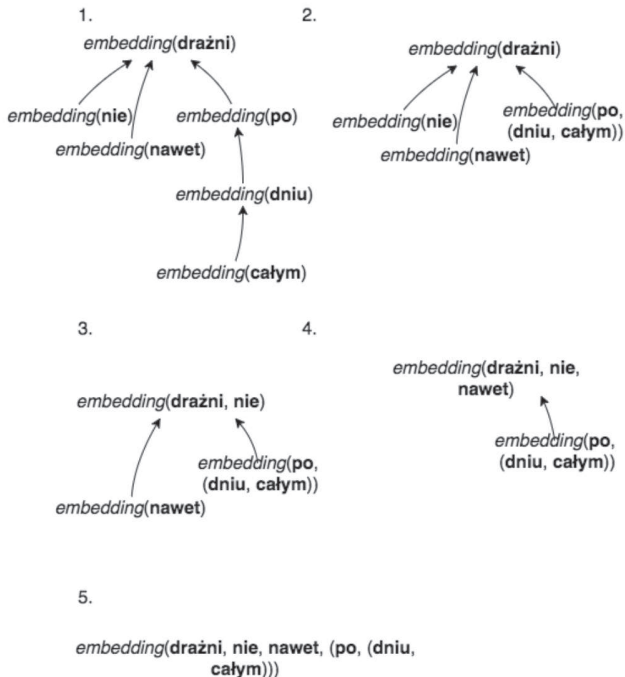 1.
embedding(drażni)
embedding(nie)
embedding(po)
embedding(nawet)
embedding(dniu)
embedding(całym)
2.
embedding(drażni)
embedding(nie)
embedding(po,
(dniu, całym))
embedding(nawet)
3.
embedding(drażni, nie)
embedding(po,
(dniu, całym))
embedding(nawet)
4.
embedding(drażni, nie,
nawet)
embedding(po,
(dniu, całym))
5.
embedding(drażni, nie, nawet, (po, (dniu,
całym)))